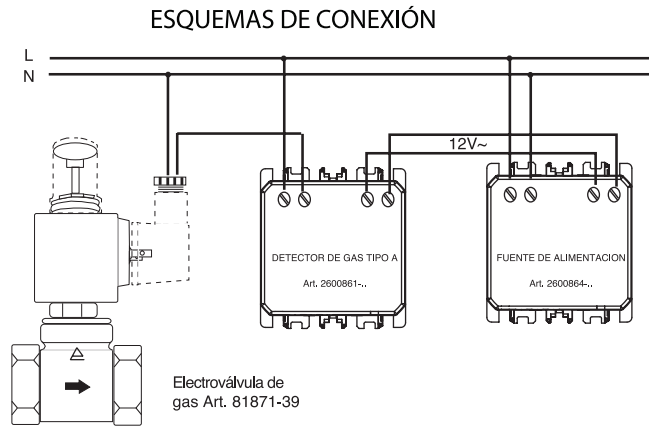 ESQUEMAS DE CONEXIÓN
L
N
12V~
DETECTOR DE GAS TIPO A
Art. 2600861-..
FUENTE DE ALIMENTACION
Art. 2600864-..
Electroválvula de
gas Art. 81871-39